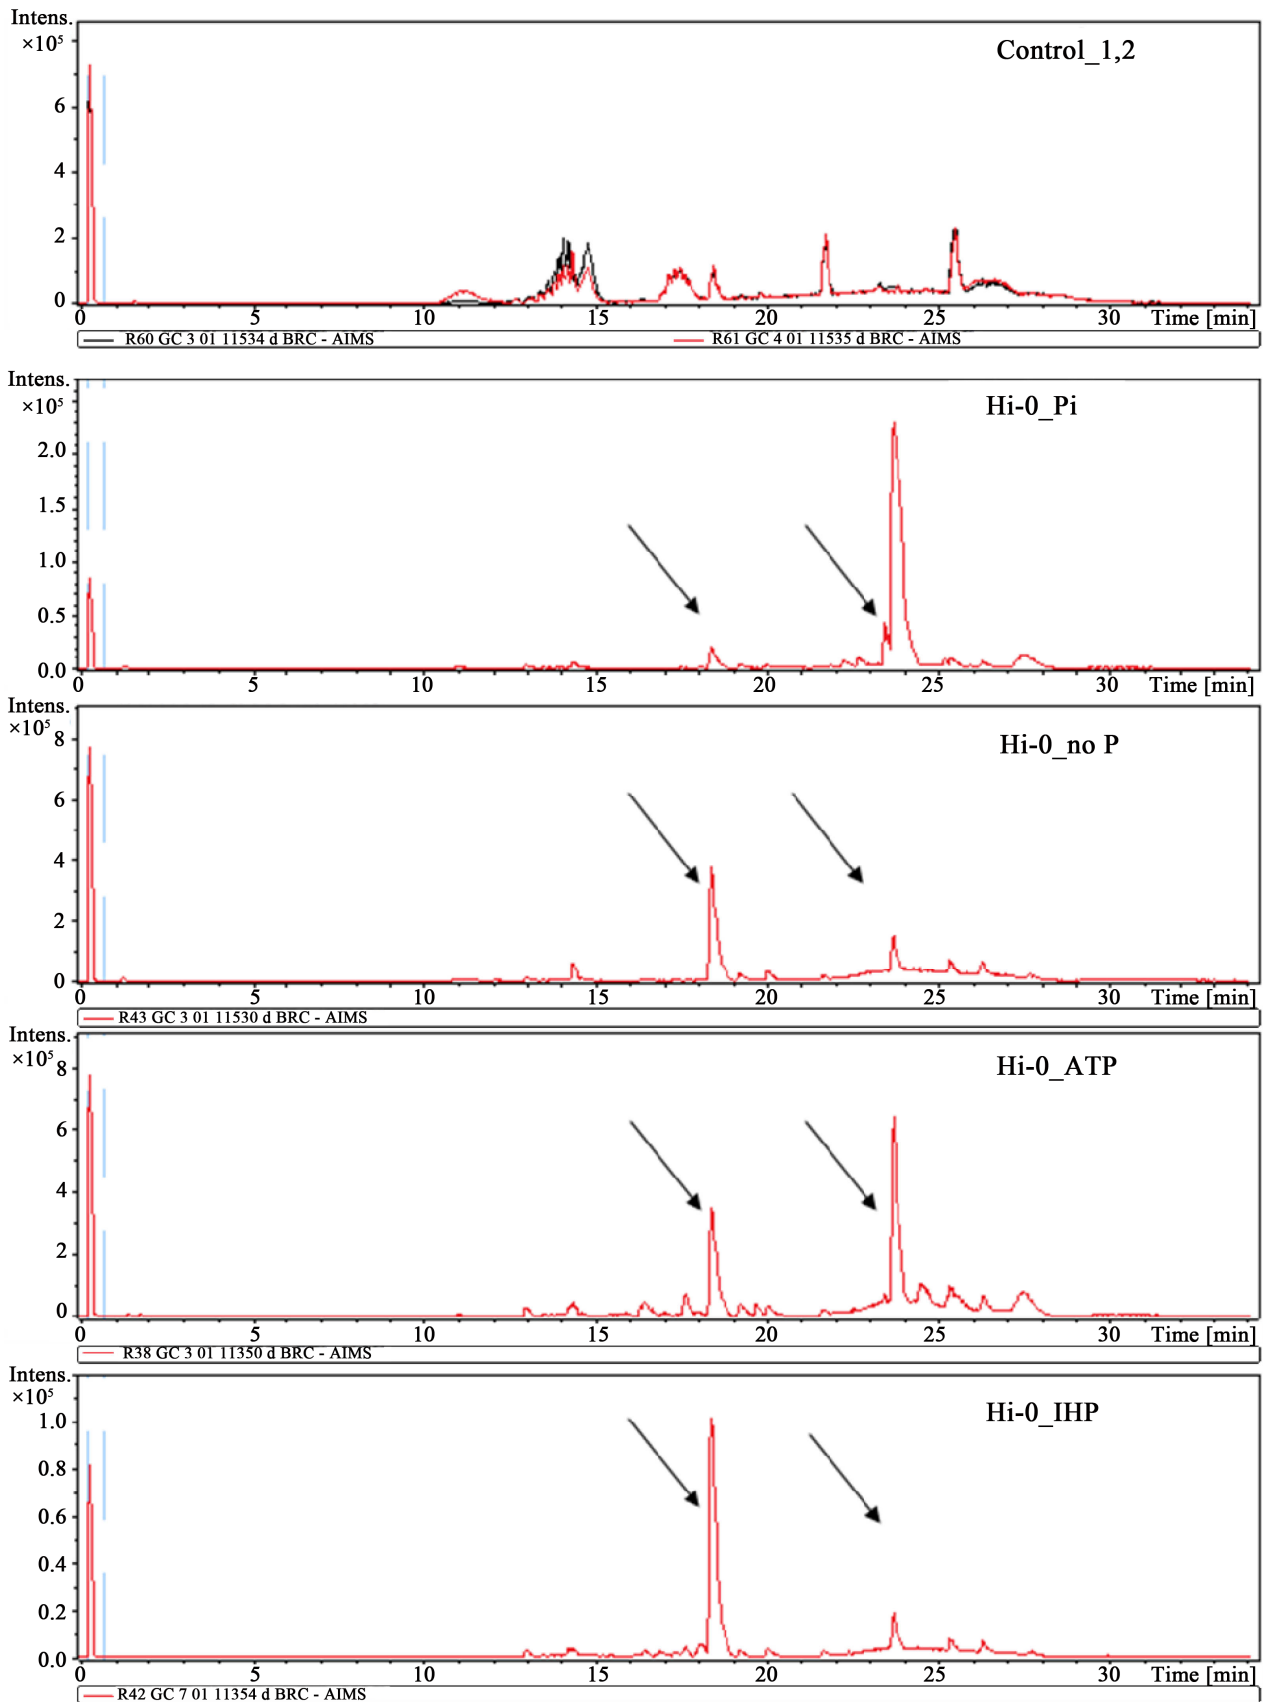 Intens.
×10⁵
Control_1,2
6
4
2
0
0 5 10 15 20 25 30 Time [min]
R60 GC 3 01 11534 d BRC - AIMS R61 GC 4 01 11535 d BRC - AIMS
Intens.
×10⁵
Hi-0_Pi
2.0
1.5
1.0
0.5
0.0
0 5 10 15 20 25 30 Time [min]
Intens.
×10⁵
Hi-0_no P
8
6
4
2
0
0 5 10 15 20 25 30 Time [min]
R43 GC 3 01 11530 d BRC - AIMS
Intens.
×10⁵
Hi-0_ATP
8
6
4
2
0
0 5 10 15 20 25 30 Time [min]
R38 GC 3 01 11350 d BRC - AIMS
Intens.
×10⁵
Hi-0_IHP
1.0
0.8
0.6
0.4
0.2
0.0
0 5 10 15 20 25 30 Time [min]
R42 GC 7 01 11354 d BRC - AIMS